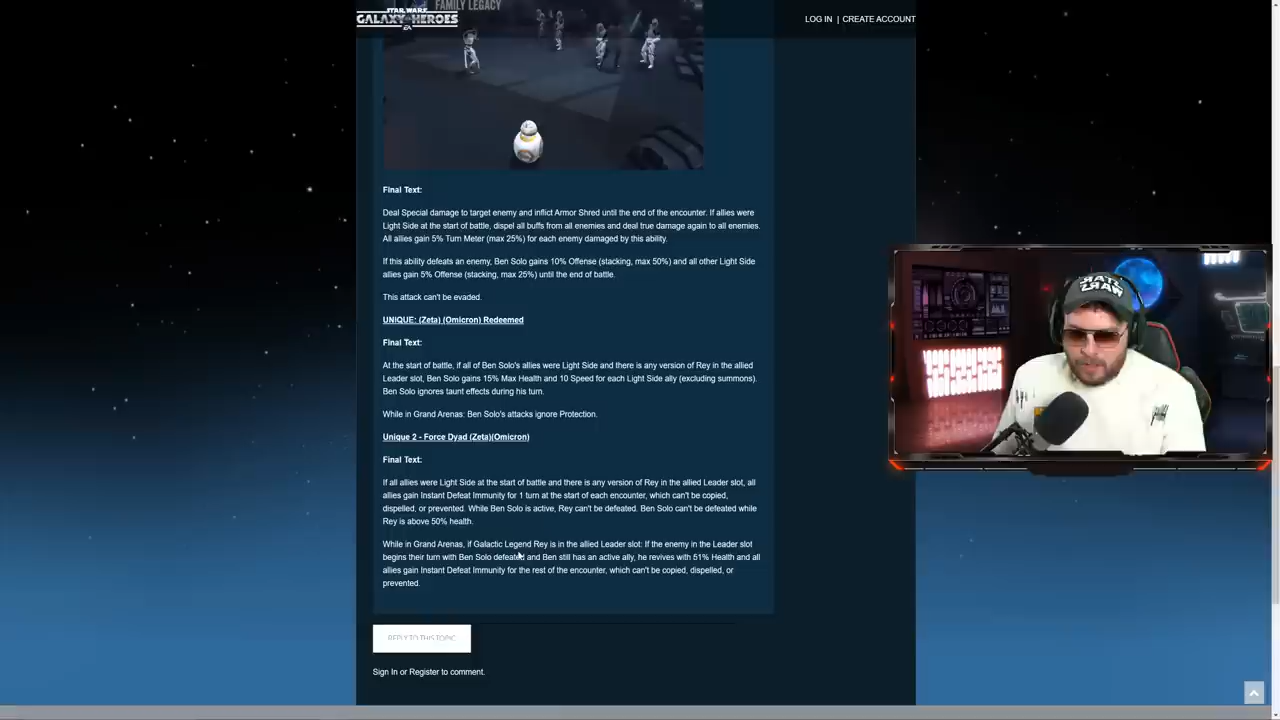 FAMILY LEGACY
STAR WARS
GALAXY OF HEROES
EA
LOG IN | CREATE ACCOUNT
Final Text:
Deal Special damage to target enemy and inflict Armor Shred until the end of the encounter. If allies were
Light Side at the start of battle, dispel all buffs from all enemies and deal true damage again to all enemies.
All allies gain 5% Turn Meter (max 25%) for each enemy damaged by this ability.
If this ability defeats an enemy, Ben Solo gains 10% Offense (stacking, max 50%) and all other Light Side
allies gain 5% Offense (stacking, max 25%) until the end of battle.
This attack can't be evaded.
UNIQUE: (Zeta) (Omicron) Redeemed
Final Text:
At the start of battle, if all of Ben Solo's allies were Light Side and there is any version of Rey in the allied
Leader slot, Ben Solo gains 15% Max Health and 10 Speed for each Light Side ally (excluding summons).
Ben Solo ignores taunt effects during his turn.
While in Grand Arenas: Ben Solo's attacks ignore Protection.
Unique 2 - Force Dyad (Zeta)(Omicron)
Final Text:
If all allies were Light Side at the start of battle and there is any version of Rey in the allied Leader slot, all
allies gain Instant Defeat Immunity for 1 turn at the start of each encounter, which can't be copied,
dispelled, or prevented. While Ben Solo is active, Rey can't be defeated. Ben Solo can't be defeated while
Rey is above 50% health.
While in Grand Arenas, if Galactic Legend Rey is in the allied Leader slot: If the enemy in the Leader slot
begins their turn with Ben Solo defeated and Ben still has an active ally, he revives with 51% Health and all
allies gain Instant Defeat Immunity for the rest of the encounter, which can't be copied, dispelled, or
prevented.
REPLY TO THIS TOPIC
Sign In or Register to comment.
STAR
WARS